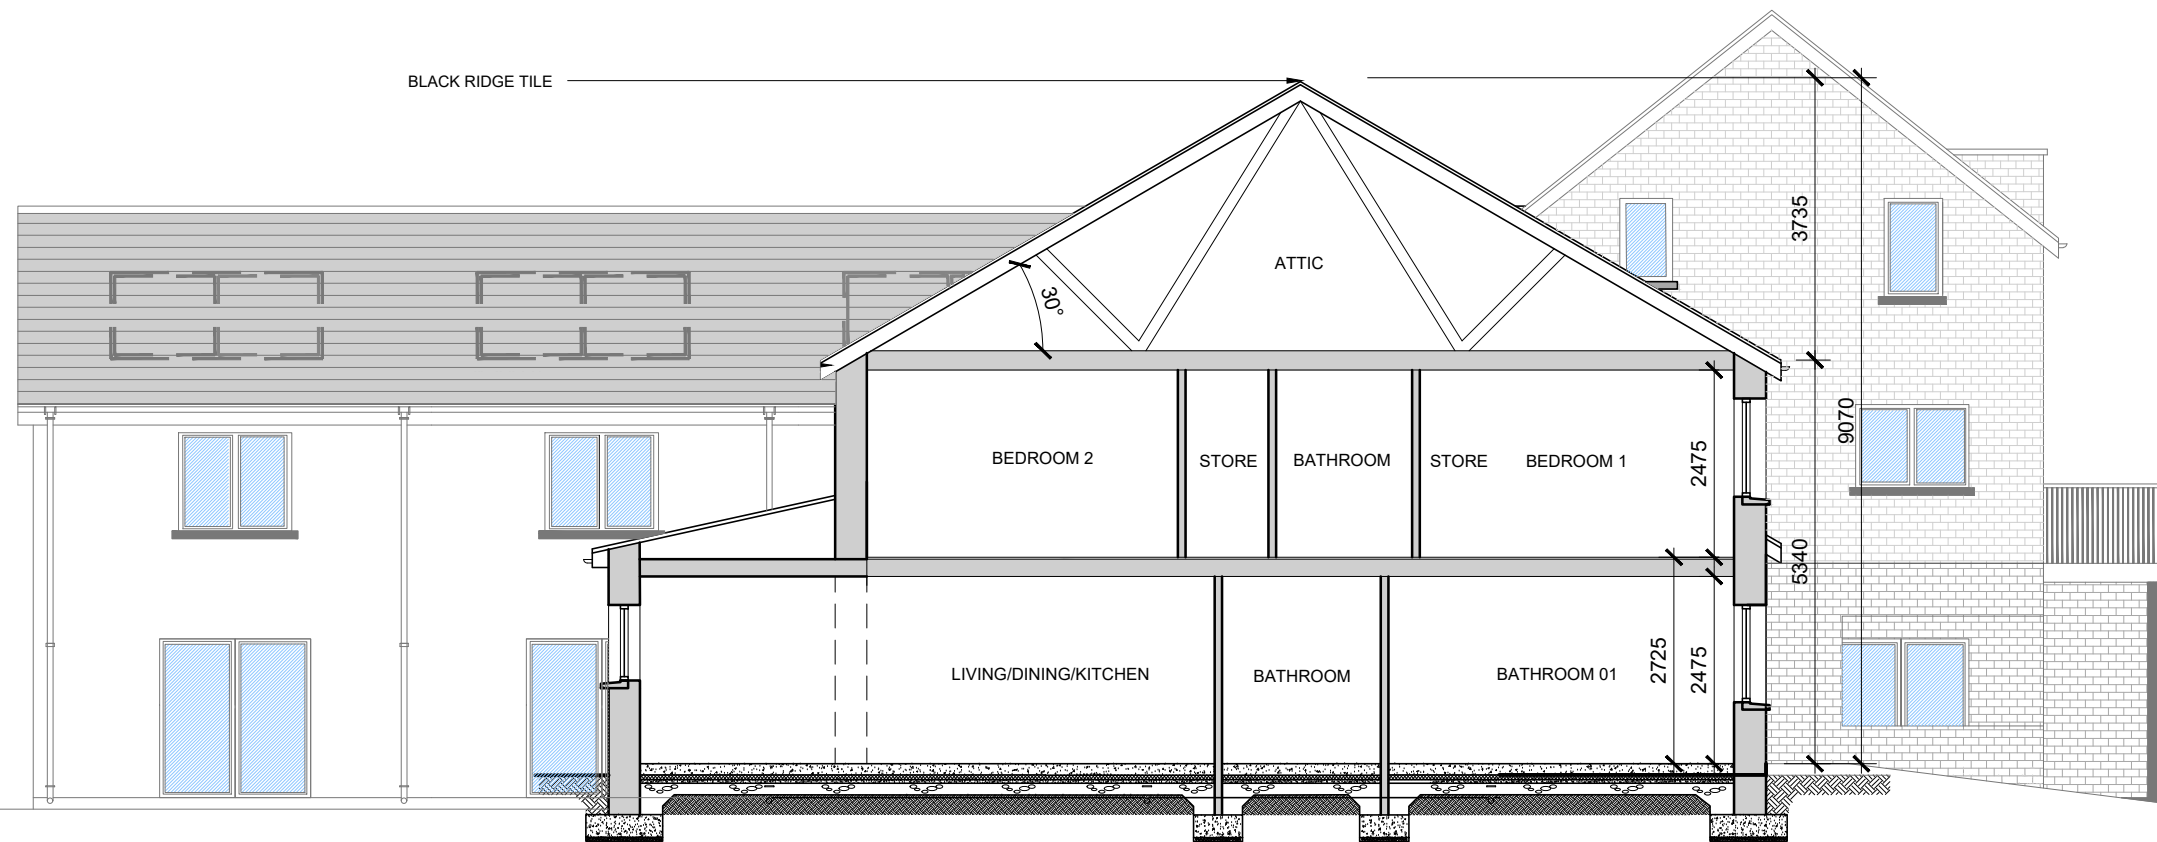 BLACK RIDGE TILE
3735
ATTIC
30°
9070
2475
BEDROOM 2
STORE
BATHROOM
STORE
BEDROOM 1
5340
2725
2475
LIVING/DINING/KITCHEN
BATHROOM
BATHROOM 01